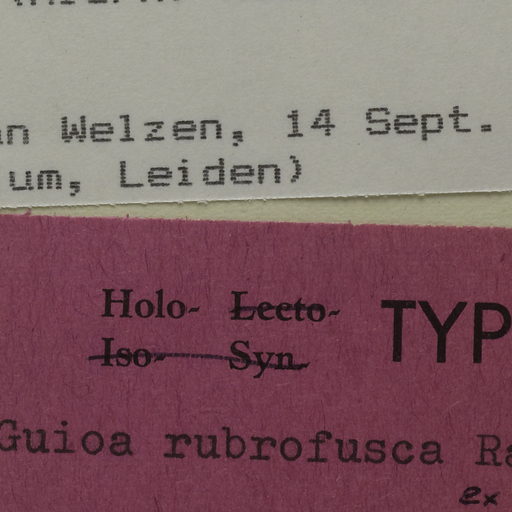 Welzen, 14 Sept.
um, Leiden)
Holo- Lecto- TYP
Iso- Syn-
Guioa rubrofusca Ra
ex